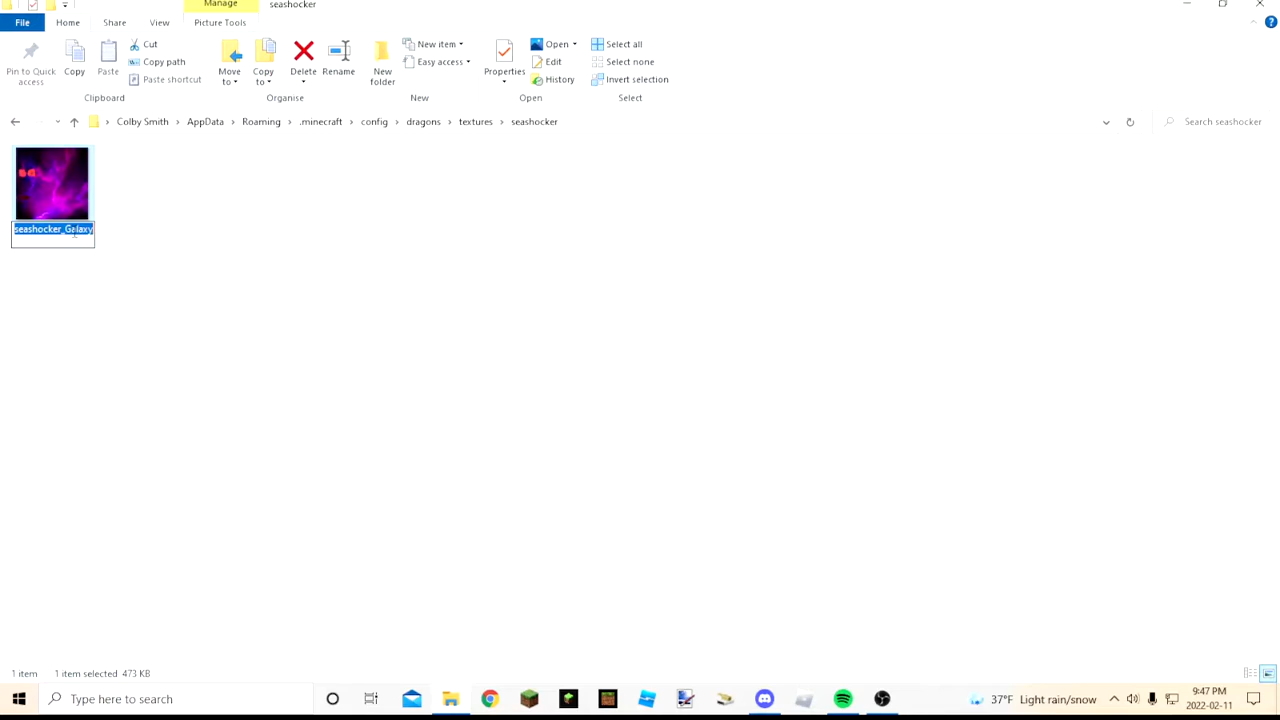 Manage
seashocker
File
Home
Share
View
Picture Tools
Pin to Quick access
Copy
Paste
Cut
Copy path
Paste shortcut
Clipboard
Move to
Copy to
Delete
Rename
Organise
New folder
New item
Easy access
New
Properties
Open
Edit
History
Open
Select all
Select none
Invert selection
Select
Colby Smith › AppData › Roaming › .minecraft › config › dragons › textures › seashocker
Search seashocker
seashocker_Galaxy
1 item 1 item selected 473 KB
Type here to search
37°F Light rain/snow
9:47 PM
2022-02-11